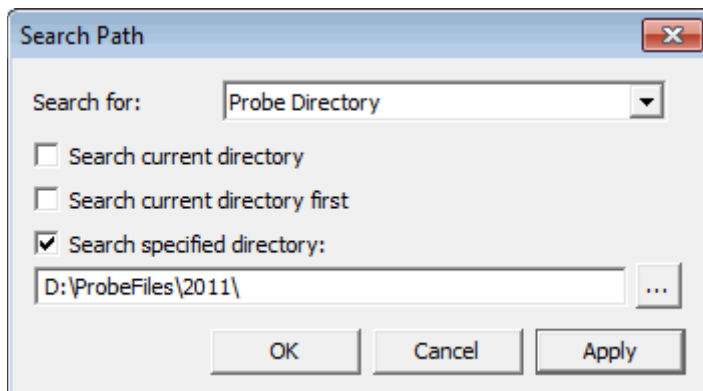 Search Path
Search for: Probe Directory
Search current directory
Search current directory first
Search specified directory:
D:\ProbeFiles\2011\ ...
OK Cancel Apply